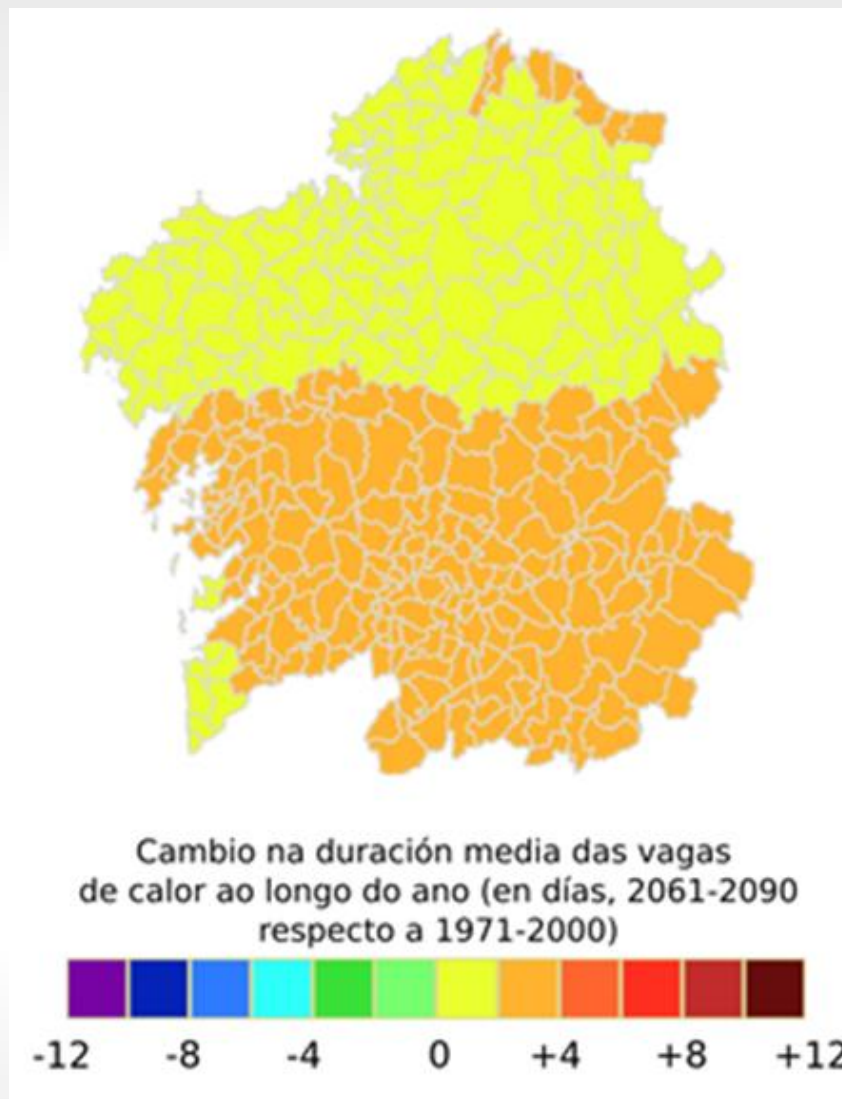 Cambio na duración media das vagas
de calor ao longo do ano (en días, 2061-2090
respecto a 1971-2000)
-12 -8 -4 0 +4 +8 +12